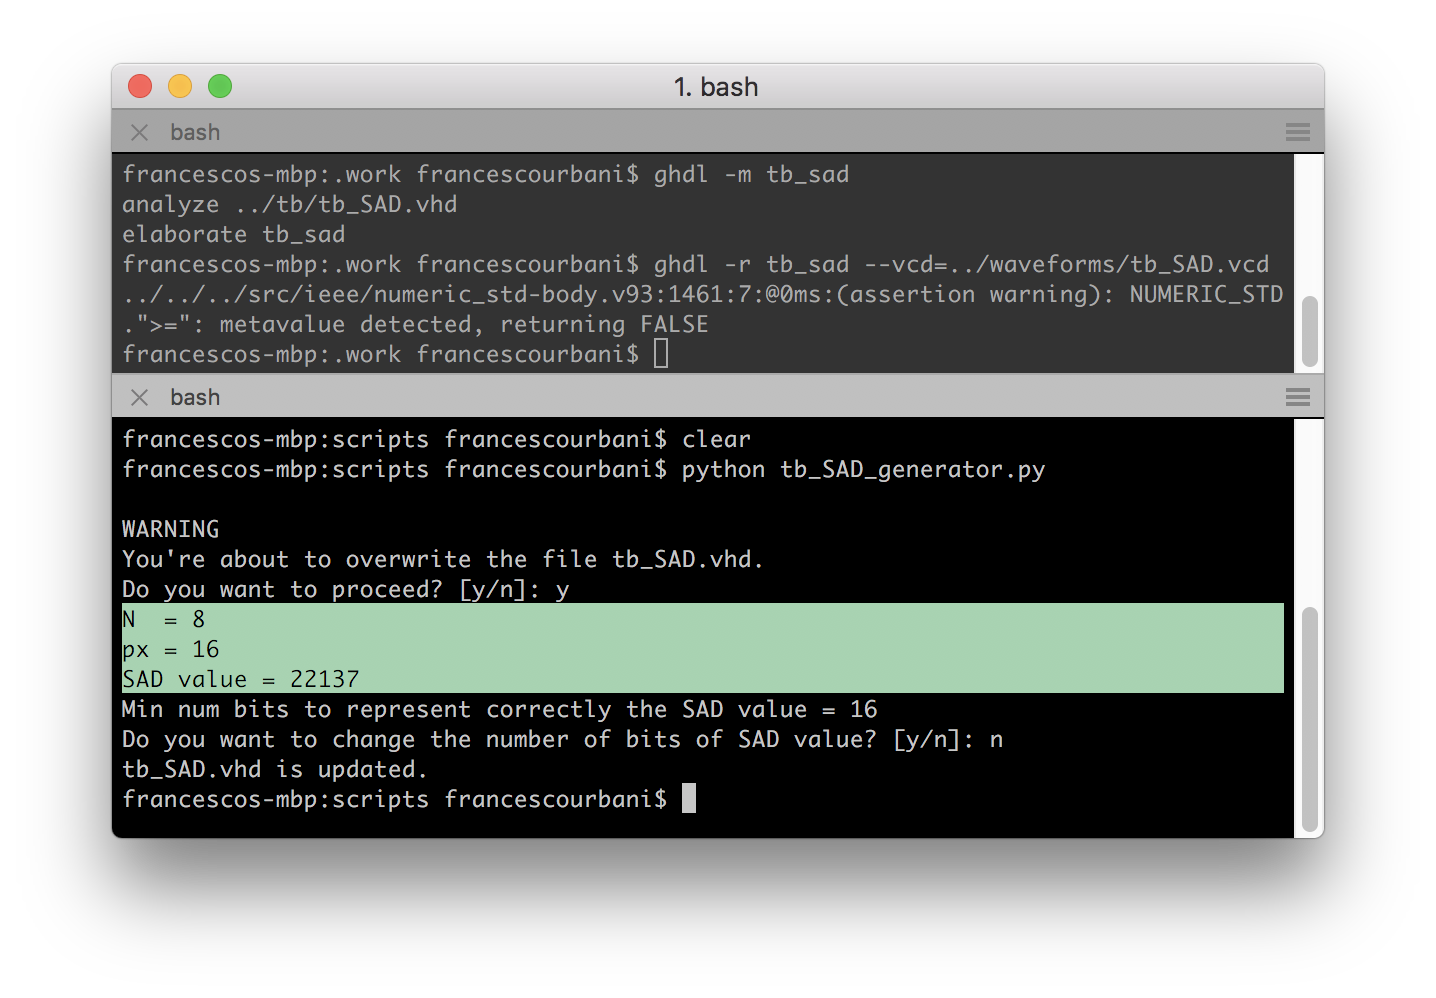 1. bash
bash
francescos-mbp:.work francescourbani$ ghdl -m tb_sad
analyze ../tb/tb_SAD.vhd
elaborate tb_sad
francescos-mbp:.work francescourbani$ ghdl -r tb_sad --vcd=../waveforms/tb_SAD.vcd
../../../src/ieee/numeric_std-body.v93:1461:7:@0ms:(assertion warning): NUMERIC_STD
.">=": metavalue detected, returning FALSE
francescos-mbp:.work francescourbani$
bash
francescos-mbp:scripts francescourbani$ clear
francescos-mbp:scripts francescourbani$ python tb_SAD_generator.py
WARNING
You're about to overwrite the file tb_SAD.vhd.
Do you want to proceed? [y/n]: y
N  = 8
px = 16
SAD value = 22137
Min num bits to represent correctly the SAD value = 16
Do you want to change the number of bits of SAD value? [y/n]: n
tb_SAD.vhd is updated.
francescos-mbp:scripts francescourbani$